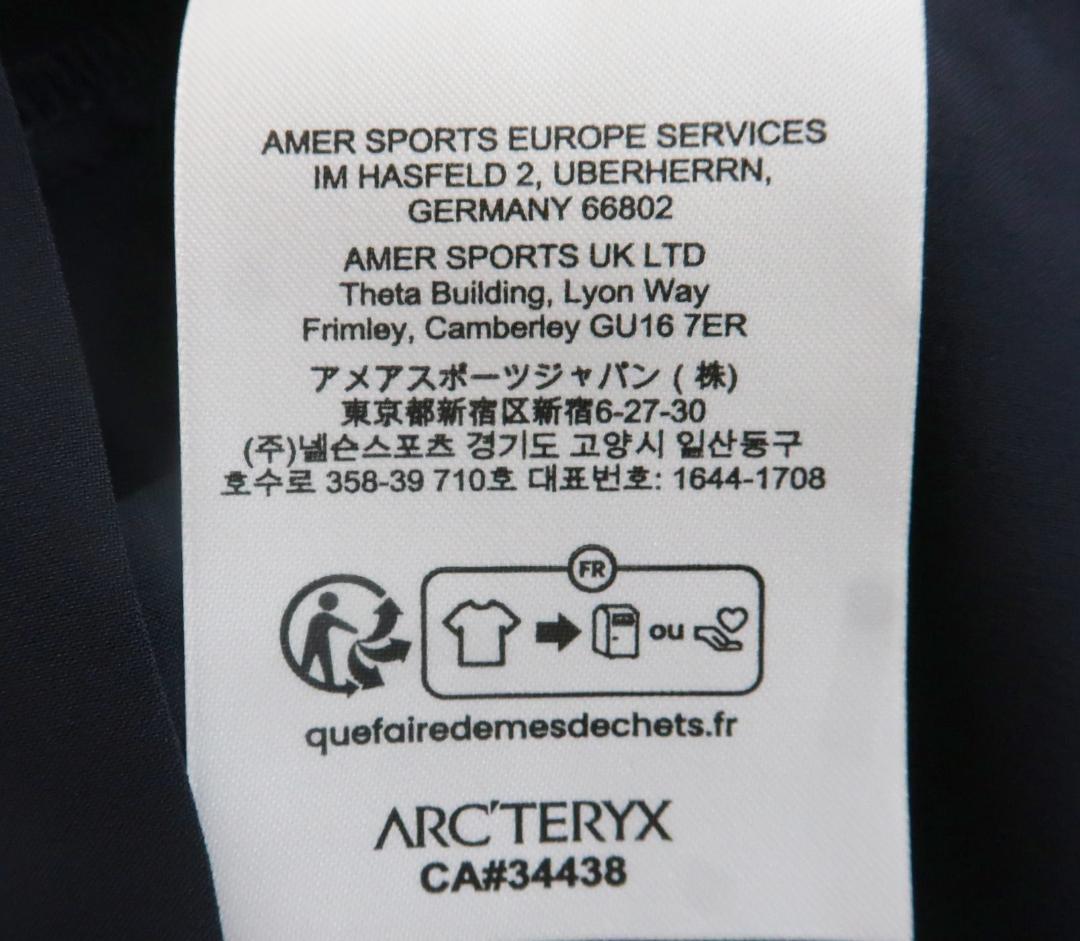 AMER SPORTS EUROPE SERVICES
IM HASFELD 2, UBERHERRN,
GERMANY 66802
AMER SPORTS UK LTD
Theta Building, Lyon Way
Frimley, Camberley GU16 7ER
アメアスポーツジャパン ( 株)
東京都新宿区新宿6-27-30
(주)넬슨스포츠 경기도 고양시 일산동구
호수로 358-39 710호 대표번호: 1644-1708
FR
ou
quefairedemesdechets.fr
ARC'TERYX
CA#34438